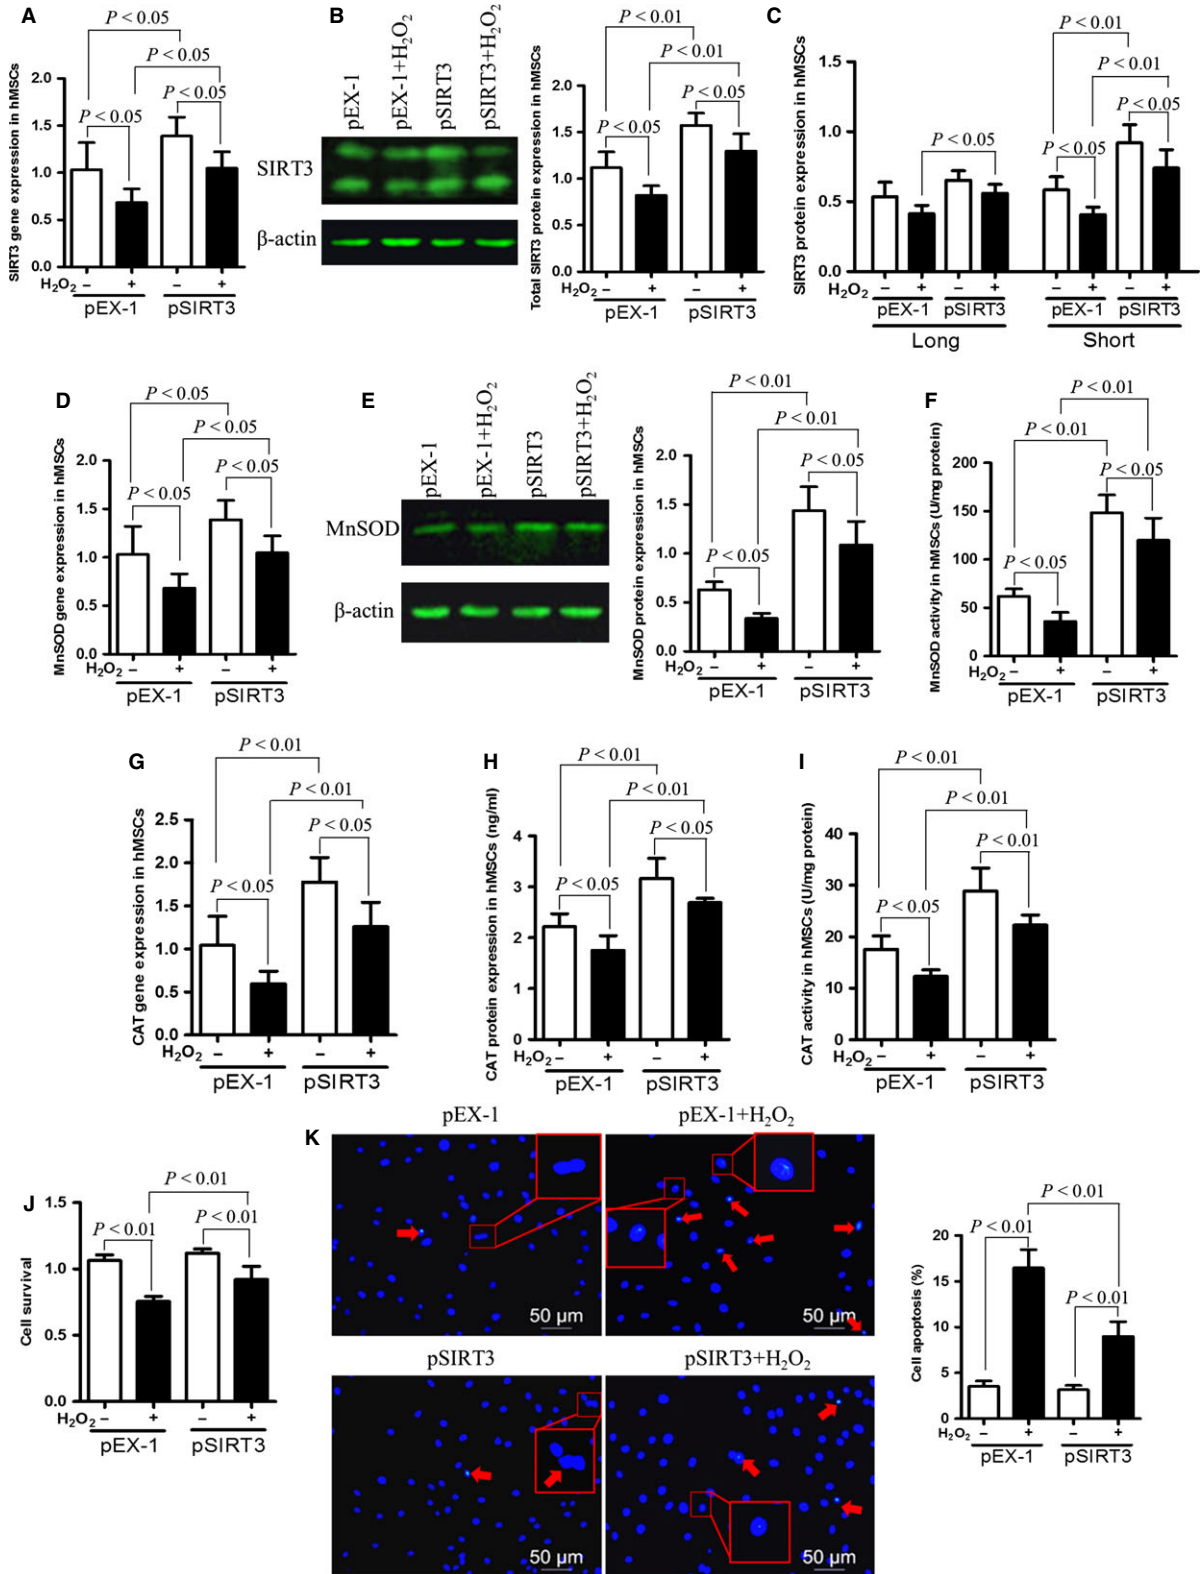 A
P < 0.05
P < 0.05
P < 0.05
P < 0.05
SIRT3 gene expression in hMSCs
2.0
1.5
1.0
0.5
0.0
H₂O₂ – + – +
pEX-1 pSIRT3
B
pEX-1
pEX-1+H₂O₂
pSIRT3
pSIRT3+H₂O₂
SIRT3
β-actin
P < 0.01
P < 0.01
P < 0.05
P < 0.05
Total SIRT3 protein expression in hMSCs
2.0
1.5
1.0
0.5
0.0
H₂O₂ – + – +
pEX-1 pSIRT3
C
P < 0.01
P < 0.01
P < 0.05
P < 0.05
P < 0.05
SIRT3 protein expression in hMSCs
1.5
1.0
0.5
0.0
H₂O₂ – + – + – + – +
pEX-1 pSIRT3 pEX-1 pSIRT3
Long Short
D
P < 0.05
P < 0.05
P < 0.05
P < 0.05
MnSOD gene expression in hMSCs
2.0
1.5
1.0
0.5
0.0
H₂O₂ – + – +
pEX-1 pSIRT3
E
pEX-1
pEX-1+H₂O₂
pSIRT3
pSIRT3+H₂O₂
MnSOD
β-actin
P < 0.01
P < 0.01
P < 0.05
P < 0.05
MnSOD protein expression in hMSCs
2.0
1.5
1.0
0.5
0.0
H₂O₂ – + – +
pEX-1 pSIRT3
F
P < 0.01
P < 0.01
P < 0.05
P < 0.05
MnSOD activity in hMSCs (U/mg protein)
200
150
100
50
0
H₂O₂ – + – +
pEX-1 pSIRT3
G
P < 0.01
P < 0.01
P < 0.05
P < 0.05
CAT gene expression in hMSCs
2.5
2.0
1.5
1.0
0.5
0.0
H₂O₂ – + – +
pEX-1 pSIRT3
H
P < 0.01
P < 0.01
P < 0.05
P < 0.05
CAT protein expression in hMSCs (ng/ml)
4
3
2
1
0
H₂O₂ – + – +
pEX-1 pSIRT3
I
P < 0.01
P < 0.01
P < 0.01
P < 0.05
CAT activity in hMSCs (U/mg protein)
40
30
20
10
0
H₂O₂ – + – +
pEX-1 pSIRT3
J
P < 0.01
P < 0.01
P < 0.01
Cell survival
1.5
1.0
0.5
0.0
H₂O₂ – + – +
pEX-1 pSIRT3
K
pEX-1 pEX-1+H₂O₂
50 µm 50 µm
pSIRT3 pSIRT3+H₂O₂
50 µm 50 µm
P < 0.01
P < 0.01
P < 0.01
Cell apoptosis (%)
20
15
10
5
0
H₂O₂ – + – +
pEX-1 pSIRT3